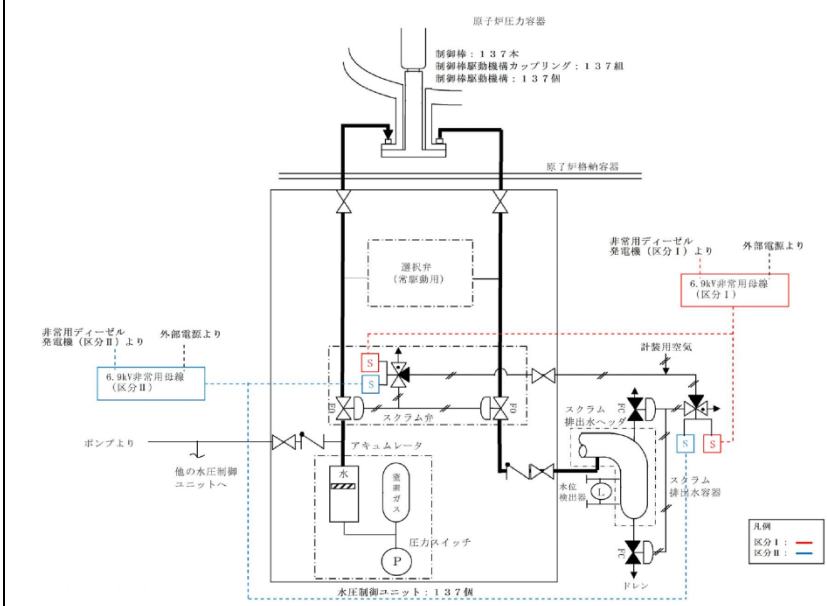 原子炉圧力容器
制御棒：１３７本
制御棒駆動機構カップリング：１３７組
制御棒駆動機構：１３７個
原子炉格納容器
選択弁
(常駆動用)
非常用ディーゼル
発電機（区分Ⅰ）より
外部電源より
6.9kV非常用母線
(区分Ⅰ)
非常用ディーゼル
発電機（区分Ⅱ）より
外部電源より
6.9kV非常用母線
(区分Ⅱ)
S
S
計装用空気
FO
スクラム弁
FO
スクラム
排出水ヘッダ
FC
S
S
ポンプより
他の水圧制御
ユニットへ
アキュムレータ
水
窒素
ガス
圧力スイッチ
P
水位
検出器
L
スクラム
排出水容器
FC
ドレン
水圧制御ユニット：１３７個
凡例
区分Ⅰ：
区分Ⅱ：